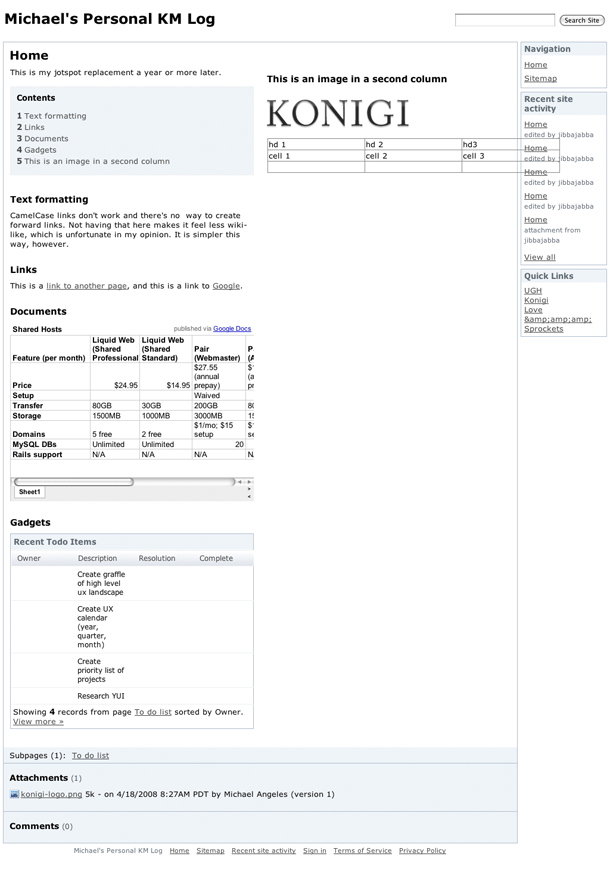 Michael's Personal KM Log
Search Site
Home
This is my jotspot replacement a year or more later.
Contents
1 Text formatting
2 Links
3 Documents
4 Gadgets
5 This is an image in a second column
Text formatting
CamelCase links don't work and there's no way to create
forward links. Not having that here makes it feel less wiki-
like, which is unfortunate in my opinion. It is simpler this
way, however.
Links
This is a link to another page, and this is a link to Google.
Documents
Shared Hosts published via Google Docs
Feature (per month) Liquid Web (Shared Professional Liquid Web (Shared Standard) Pair (Webmaster)
Price $24.95 $14.95 $27.55 (annual prepay)
Setup Waived
Transfer 80GB 30GB 200GB
Storage 1500MB 1000MB 3000MB
Domains 5 free 2 free $1/mo; $15 setup
MySQL DBs Unlimited Unlimited 20
Rails support N/A N/A N/A
Sheet1
Gadgets
Recent Todo Items
Owner Description Resolution Complete
Create graffle
of high level
ux landscape
Create UX
calendar
(year,
quarter,
month)
Create
priority list of
projects
Research YUI
Showing 4 records from page To do list sorted by Owner.
View more »
This is an image in a second column
KONIGI
hd 1 hd 2 hd3
cell 1 cell 2 cell 3
Navigation
Home
Sitemap
Recent site
activity
Home
edited by jibbajabba
Home
edited by jibbajabba
Home
edited by jibbajabba
Home
edited by jibbajabba
Home
attachment from
jibbajabba
View all
Quick Links
UGH
Konigi
Love
&amp;amp;amp;
Sprockets
Subpages (1): To do list
Attachments (1)
konigi-logo.png 5k - on 4/18/2008 8:27AM PDT by Michael Angeles (version 1)
Comments (0)
Michael's Personal KM Log Home Sitemap Recent site activity Sign in Terms of Service Privacy Policy